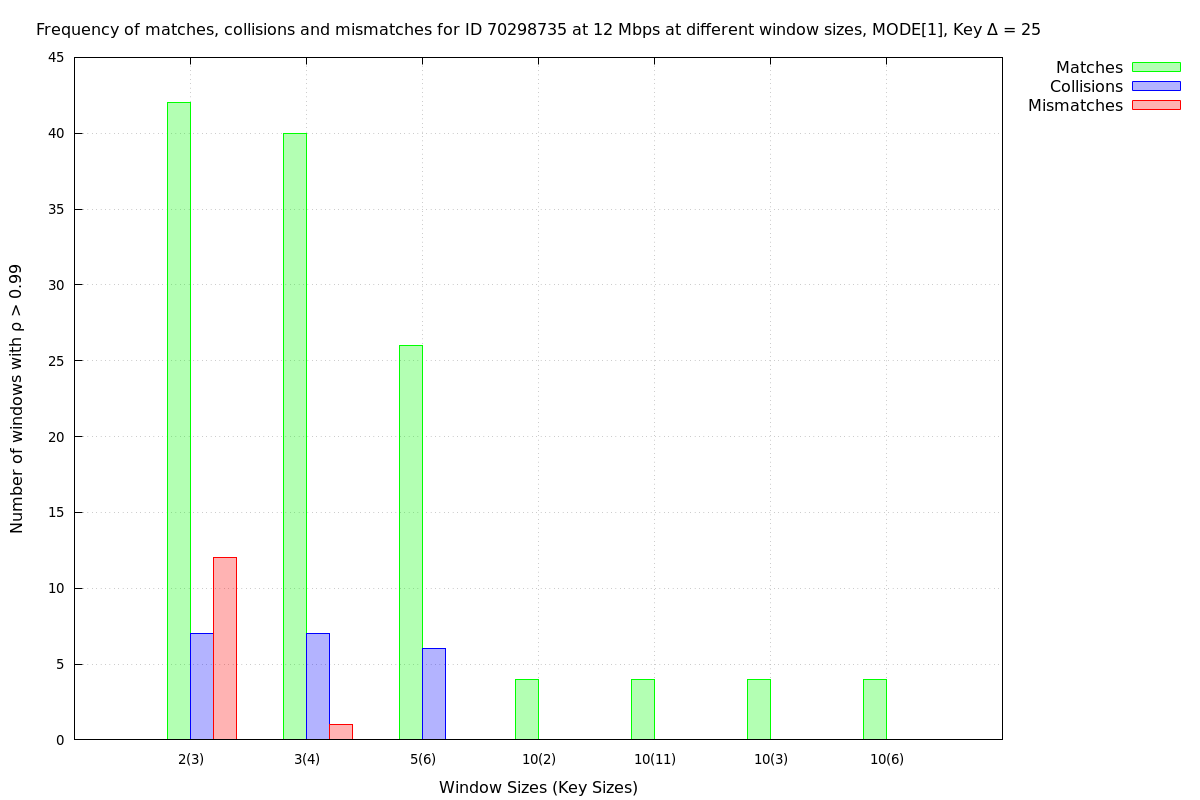 Frequency of matches, collisions and mismatches for ID 70298735 at 12 Mbps at different window sizes, MODE[1], Key Δ = 25
Matches
Collisions
Mismatches
Number of windows with ρ > 0.99
45
40
35
30
25
20
15
10
5
0
2(3) 3(4) 5(6) 10(2) 10(11) 10(3) 10(6)
Window Sizes (Key Sizes)